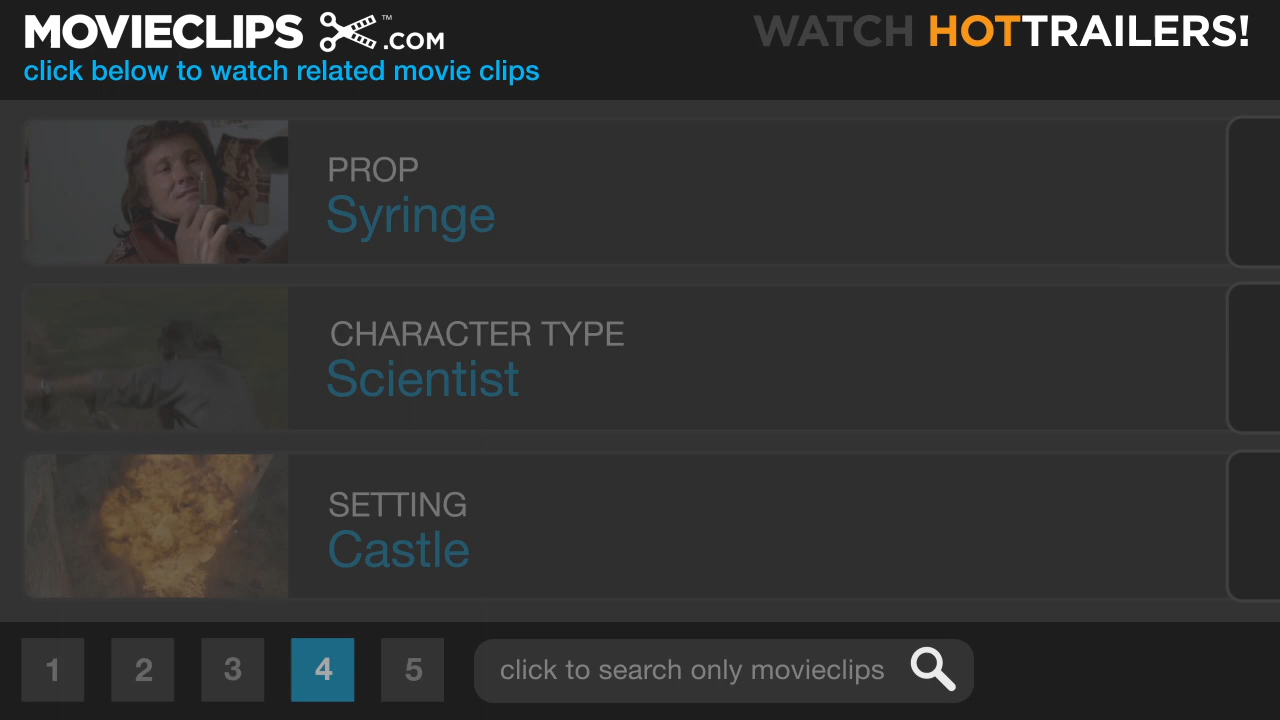 MOVIECLIPS ™ .COM
WATCH HOTTRAILERS!
click below to watch related movie clips
PROP
Syringe
CHARACTER TYPE
Scientist
SETTING
Castle
1 2 3 4 5 click to search only movieclips